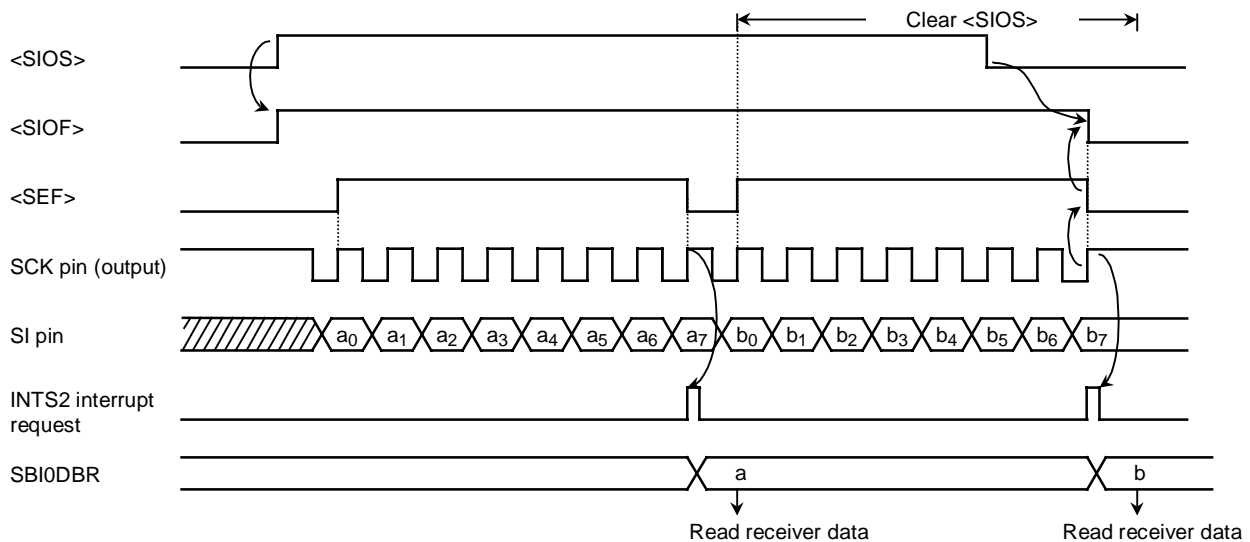 Clear <SIOS>
<SIOS>
<SIOF>
<SEF>
SCK pin (output)
SI pin
a0 a1 a2 a3 a4 a5 a6 a7 b0 b1 b2 b3 b4 b5 b6 b7
INTS2 interrupt
request
SBI0DBR
a b
Read receiver data Read receiver data